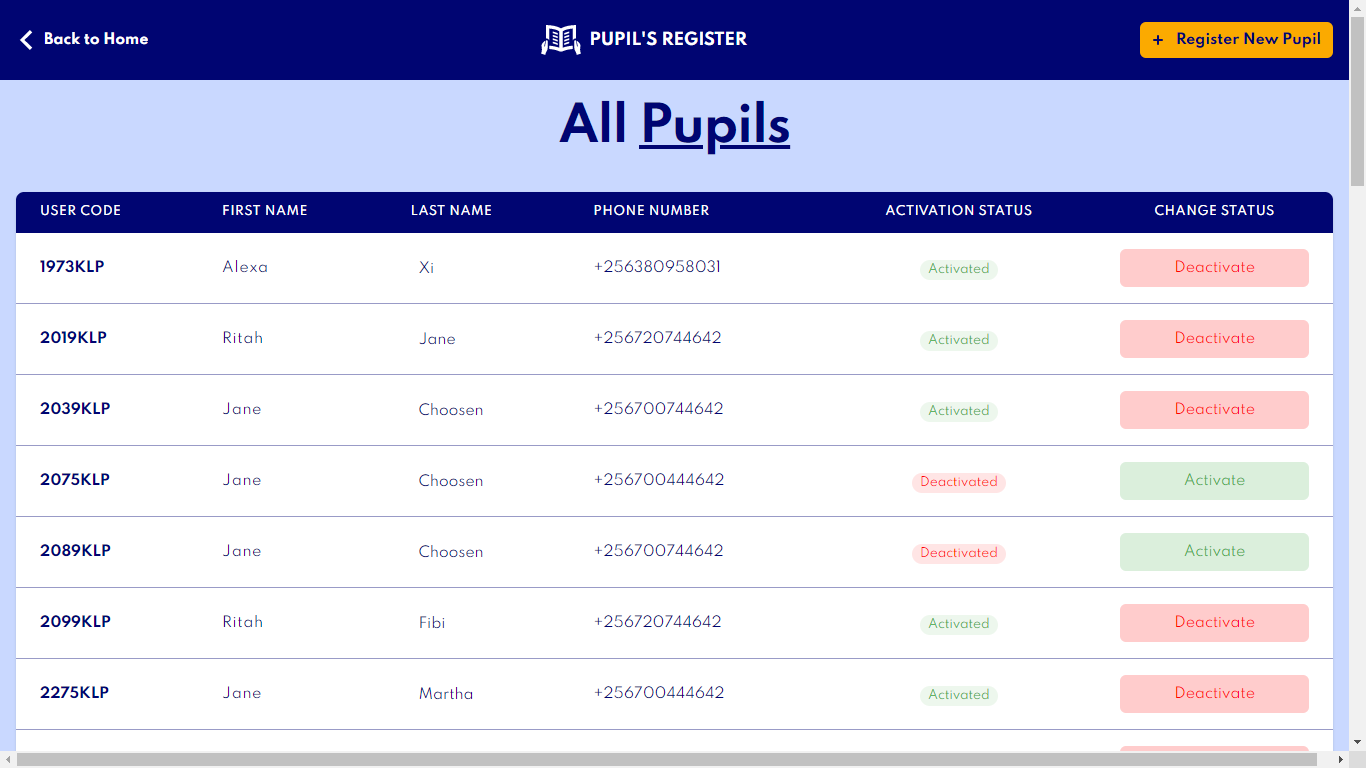 Back to Home PUPIL'S REGISTER + Register New Pupil
All Pupils
USER CODE FIRST NAME LAST NAME PHONE NUMBER ACTIVATION STATUS CHANGE STATUS
1973KLP Alexa Xi +256380958031 Activated Deactivate
2019KLP Ritah Jane +256720744642 Activated Deactivate
2039KLP Jane Choosen +256700744642 Activated Deactivate
2075KLP Jane Choosen +256700444642 Deactivated Activate
2089KLP Jane Choosen +256700744642 Deactivated Activate
2099KLP Ritah Fibi +256720744642 Activated Deactivate
2275KLP Jane Martha +256700444642 Activated Deactivate